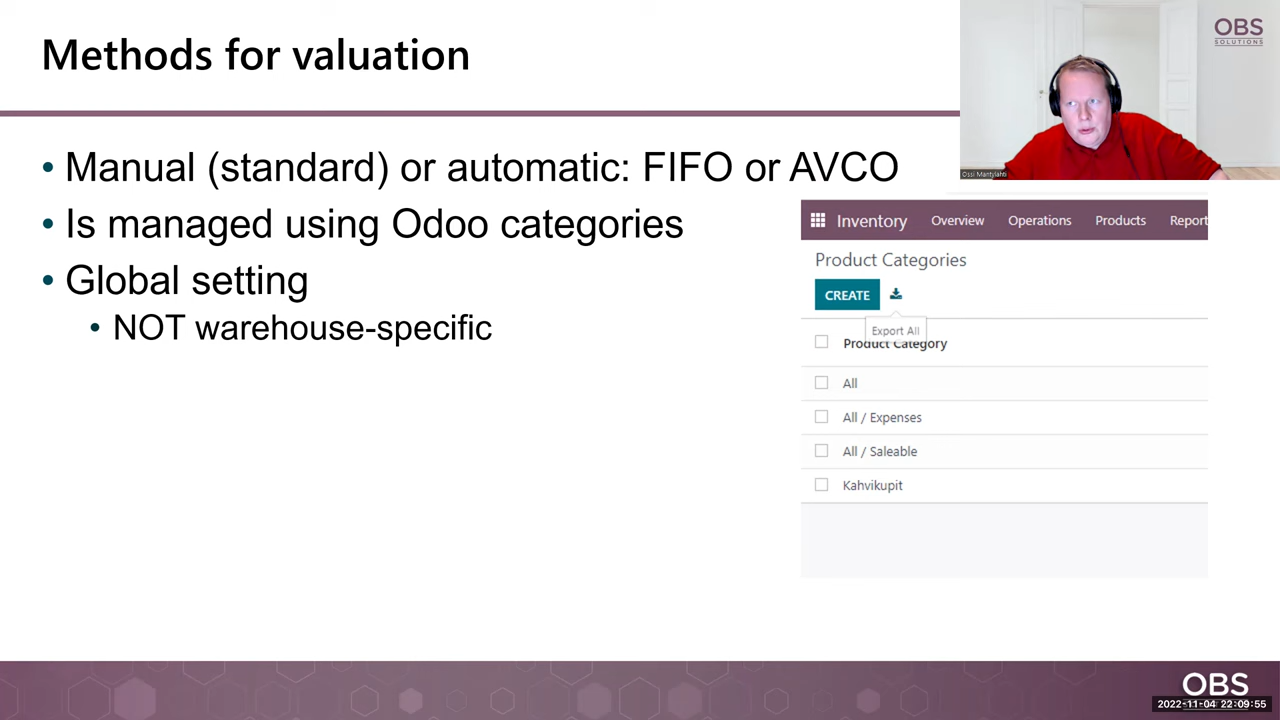 Methods for valuation
OBS
SOLUTIONS
Ossi Mantylahti
• Manual (standard) or automatic: FIFO or AVCO
• Is managed using Odoo categories
• Global setting
• NOT warehouse-specific
Inventory Overview Operations Products Report
Product Categories
CREATE
Export All
Product Category
All
All / Expenses
All / Saleable
Kahvikupit
OBS
2022-11-04 22:09:55